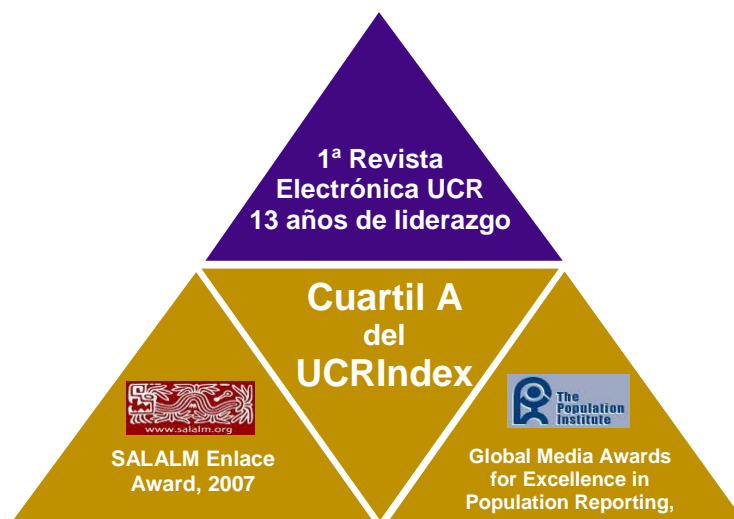 1ª Revista
Electrónica UCR
13 años de liderazgo
Cuartil A
del
UCRIndex
www.salalm.org
SALALM Enlace
Award, 2007
The
Population
Institute
Global Media Awards
for Excellence in
Population Reporting,